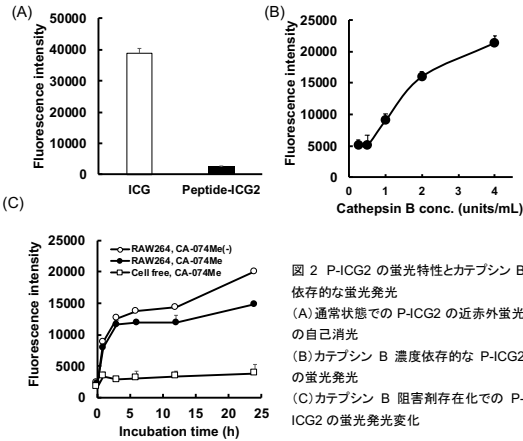 (A)
Fluorescence intensity
50000
40000
30000
20000
10000
0
ICG
Peptide-ICG2
(B)
Fluorescence intensity
25000
20000
15000
10000
5000
0
0 1 2 3 4
Cathepsin B conc. (units/mL)
(C)
Fluorescence intensity
25000
20000
15000
10000
5000
0
RAW264, CA-074Me(-)
RAW264, CA-074Me
Cell free, CA-074Me
0 5 10 15 20 25
Incubation time (h)
図 2 P-ICG2 の蛍光特性とカテプシン B
依存的な蛍光発光
(A)通常状態での P-ICG2 の近赤外蛍光
の自己消光
(B)カテプシン B 濃度依存的な P-ICG2
の蛍光発光
(C)カテプシン B 阻害剤存在化での P-
ICG2 の蛍光発光変化